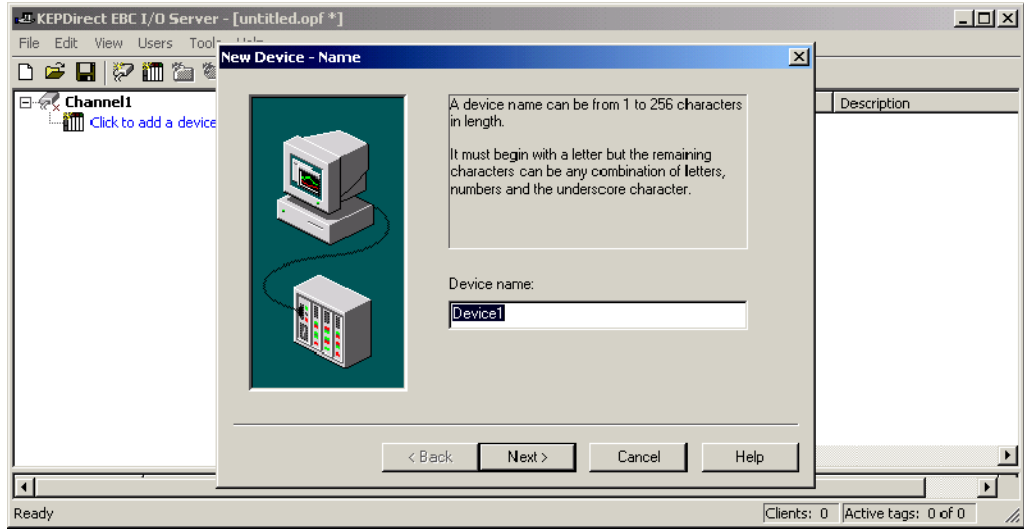 KEPDirect EBC I/O Server - [untitled.opf *]
File Edit View Users
New Device - Name
Channel1
Click to add a device
Description
A device name can be from 1 to 256 characters
in length.
It must begin with a letter but the remaining
characters can be any combination of letters,
numbers and the underscore character.
Device name:
Device1
< Back Next > Cancel Help
Ready Clients: 0 Active tags: 0 of 0